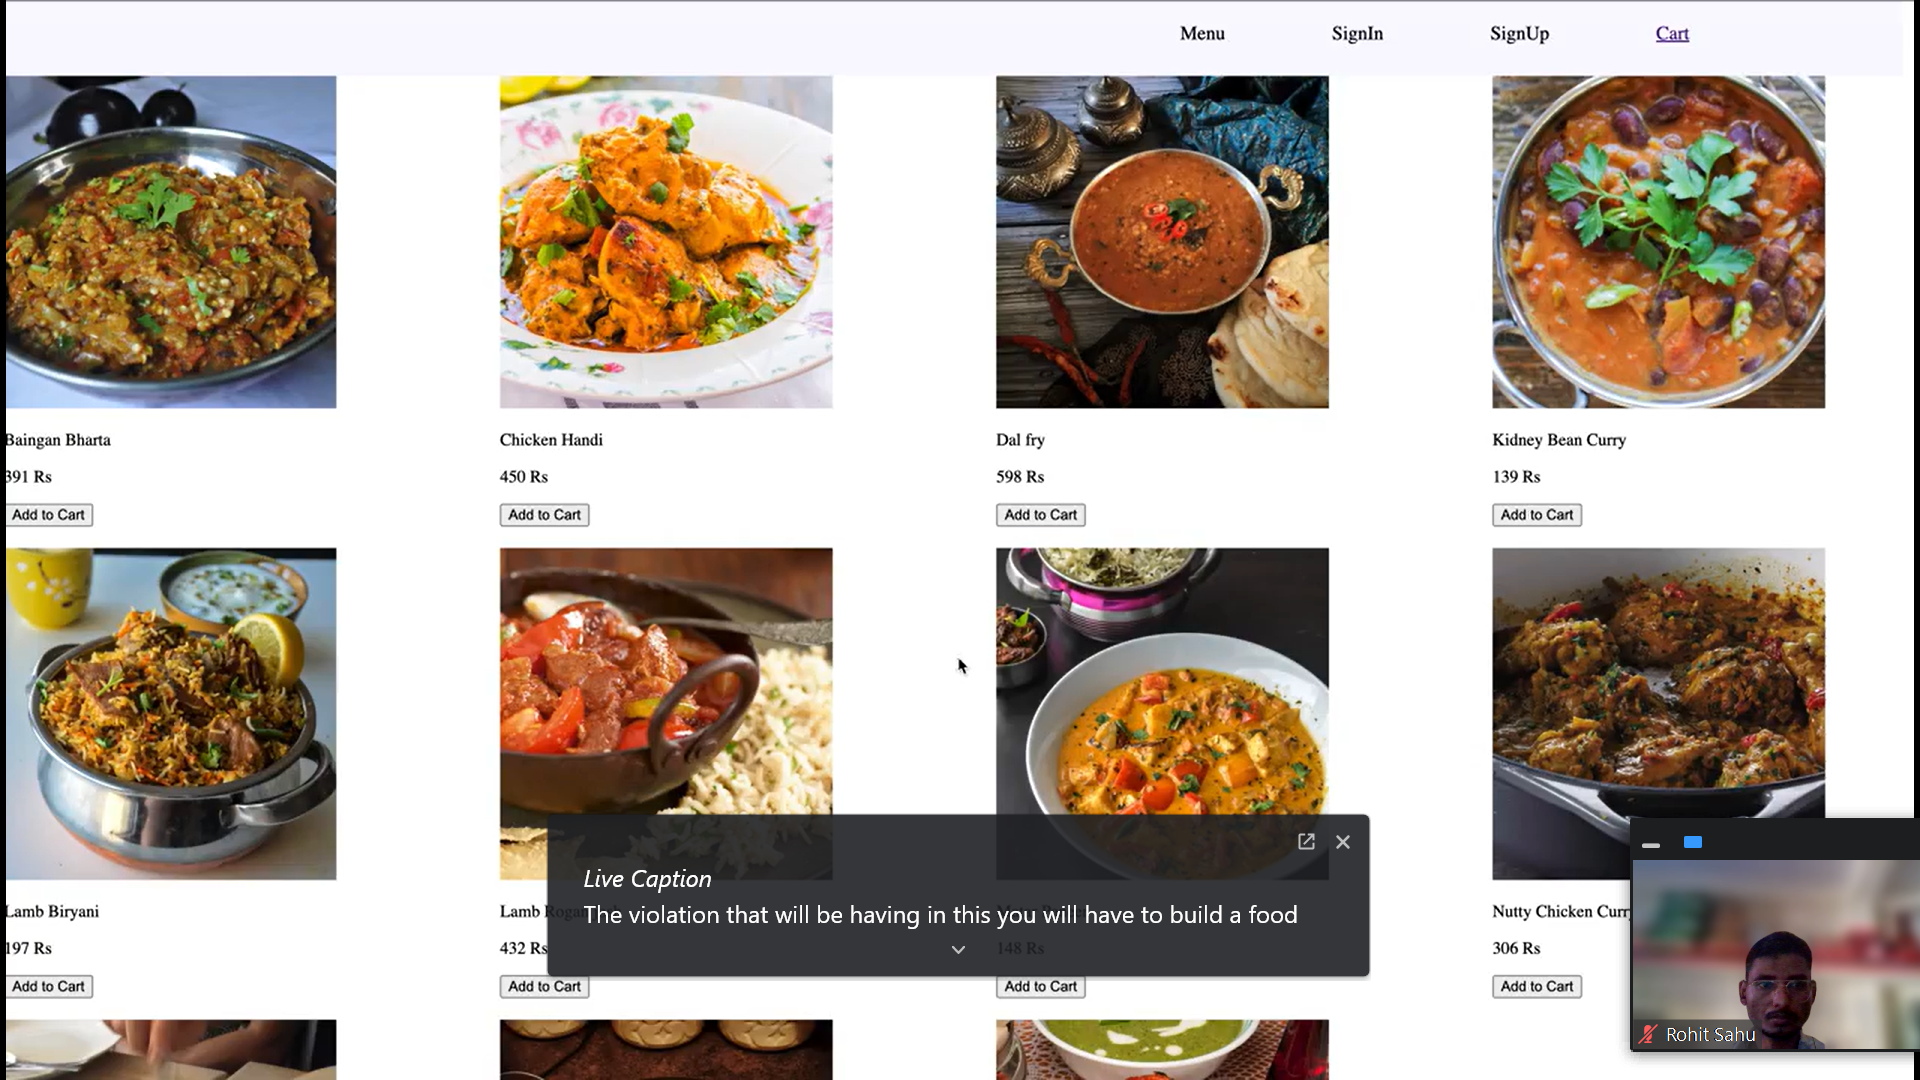 Menu SignIn SignUp Cart
Baingan Bharta Chicken Handi Dal fry Kidney Bean Curry
391 Rs 450 Rs 598 Rs 139 Rs
Add to Cart Add to Cart Add to Cart Add to Cart
Lamb Biryani Lamb Nutty Chicken Curry
197 Rs 432 Rs 148 Rs 306 Rs
Add to Cart Add to Cart Add to Cart Add to Cart
Live Caption
The violation that will be having in this you will have to build a food
Rohit Sahu